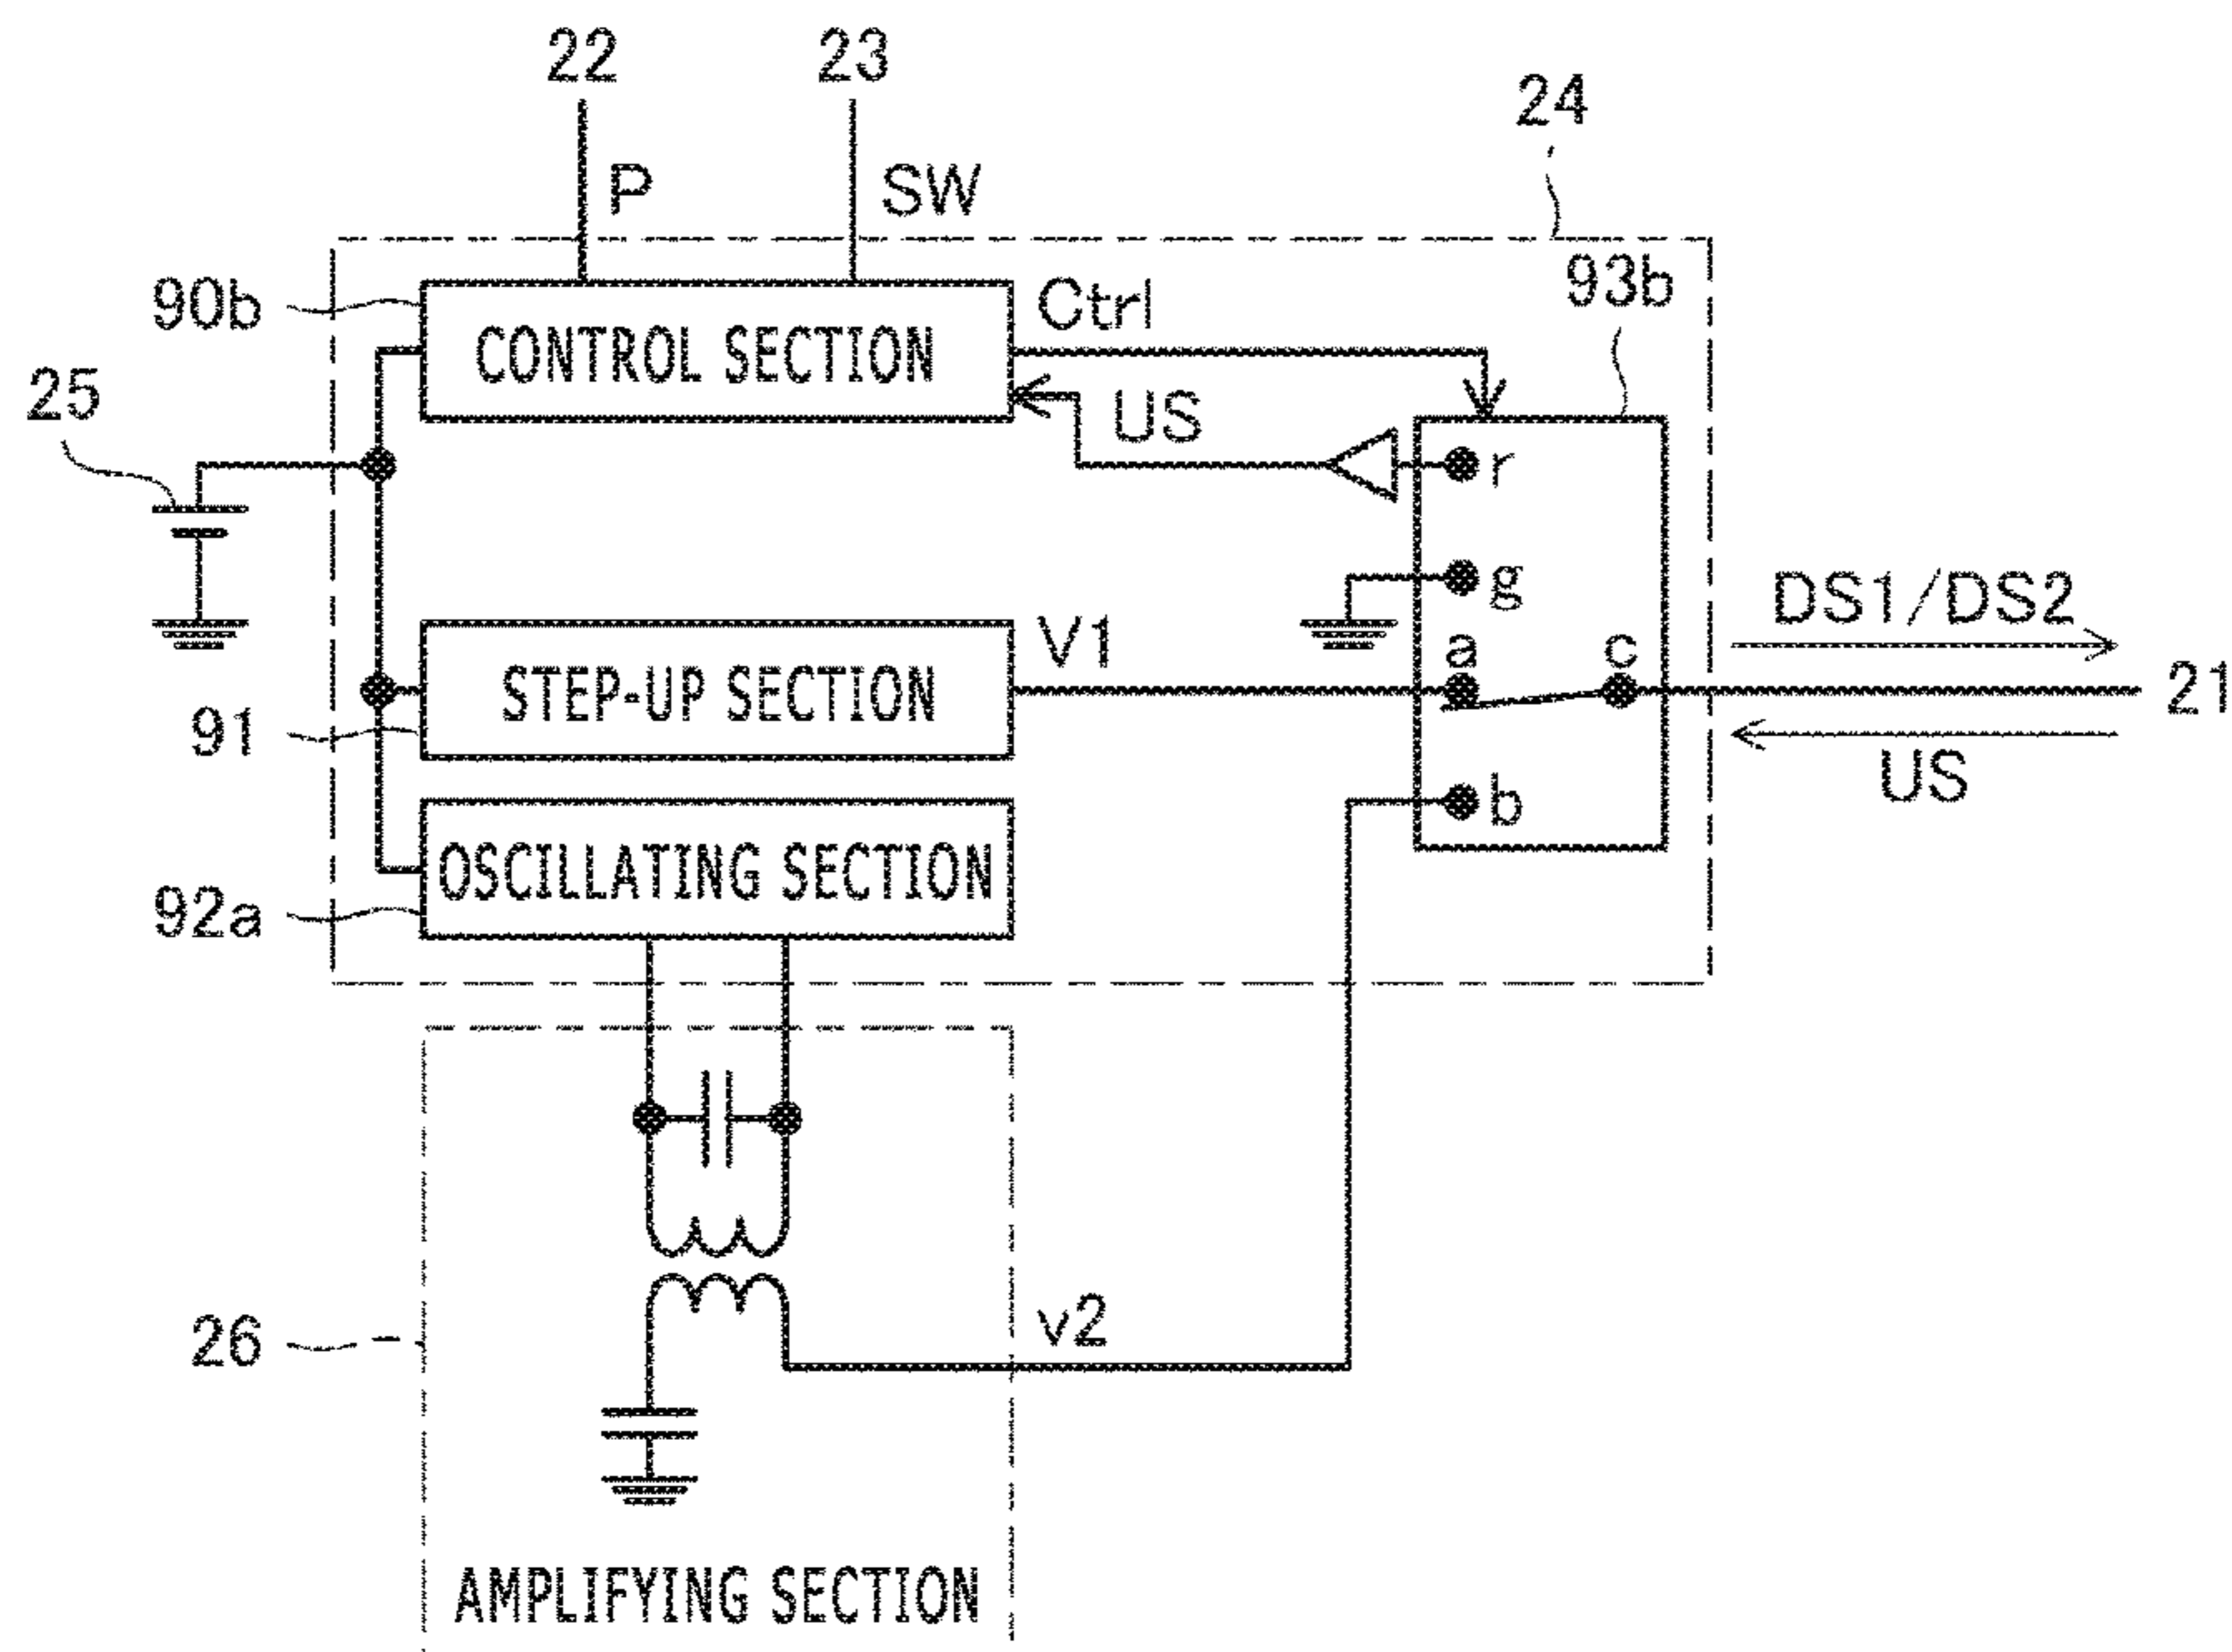 22
23
24
P
SW
90b
Ctrl
93b
CONTROL SECTION
25
US
r
g
DS1/DS2
V1
a
c
STEP-UP SECTION
21
91
US
b
OSCILLATING SECTION
92a
26
v2
AMPLIFYING SECTION